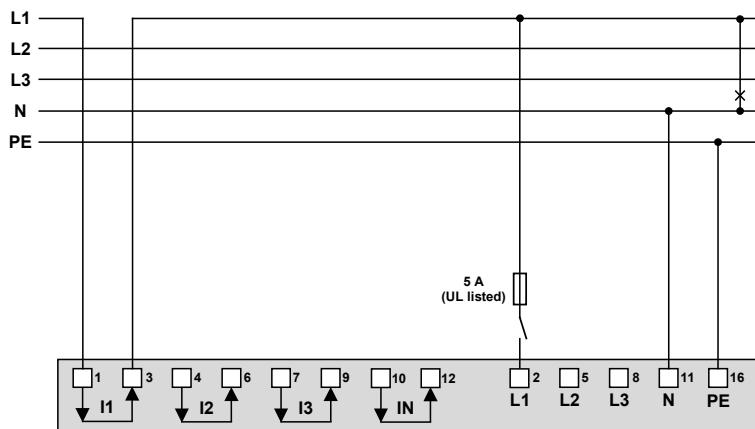 L1
L2
L3
N
PE
5 A
(UL listed)
1 3 4 6 7 9 10 12 2 5 8 11 16
I1 I2 I3 IN L1 L2 L3 N PE